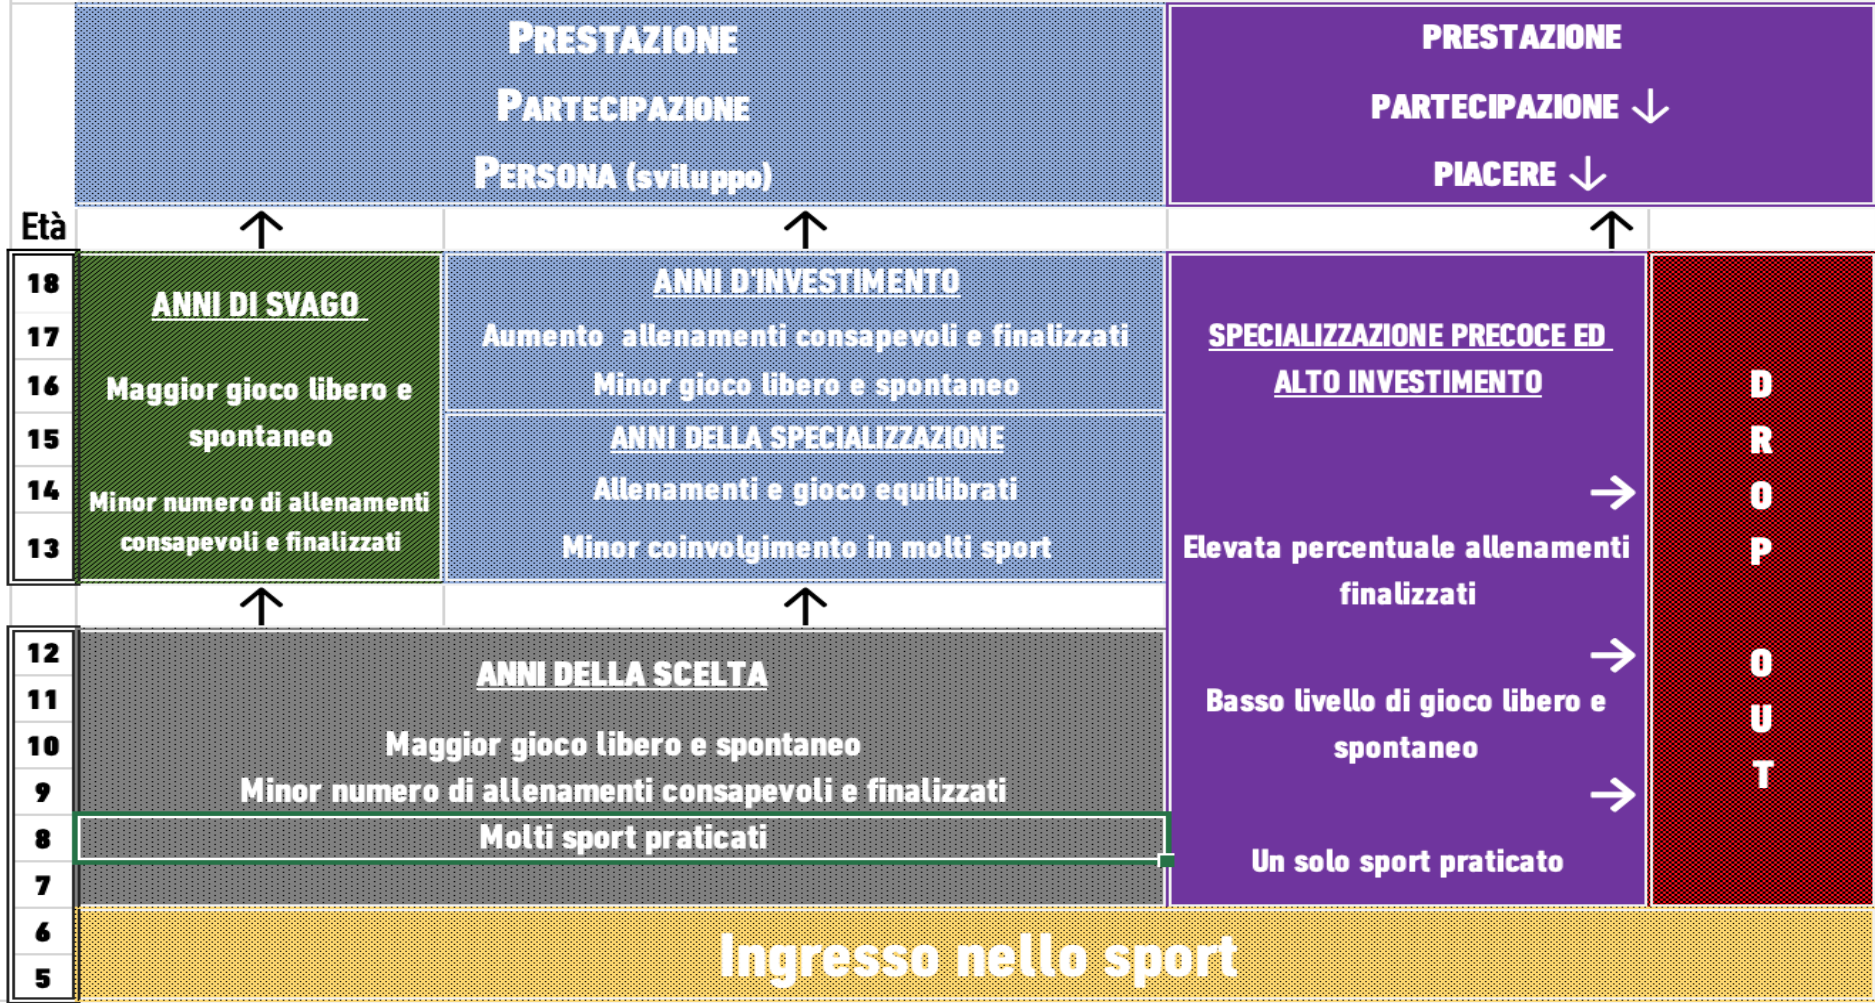 PRESTAZIONE
PARTECIPAZIONE
PERSONA (sviluppo)
PRESTAZIONE
PARTECIPAZIONE ↓
PIACERE ↓
Età
18
17
16
15
14
13
12
11
10
9
8
7
6
5
ANNI DI SVAGO
Maggior gioco libero e
spontaneo
Minor numero di allenamenti
consapevoli e finalizzati
ANNI D'INVESTIMENTO
Aumento allenamenti consapevoli e finalizzati
Minor gioco libero e spontaneo
ANNI DELLA SPECIALIZZAZIONE
Allenamenti e gioco equilibrati
Minor coinvolgimento in molti sport
SPECIALIZZAZIONE PRECOCE ED
ALTO INVESTIMENTO
Elevata percentuale allenamenti
finalizzati
Basso livello di gioco libero e
spontaneo
Un solo sport praticato
D
R
O
P
O
U
T
ANNI DELLA SCELTA
Maggior gioco libero e spontaneo
Minor numero di allenamenti consapevoli e finalizzati
Molti sport praticati
Ingresso nello sport